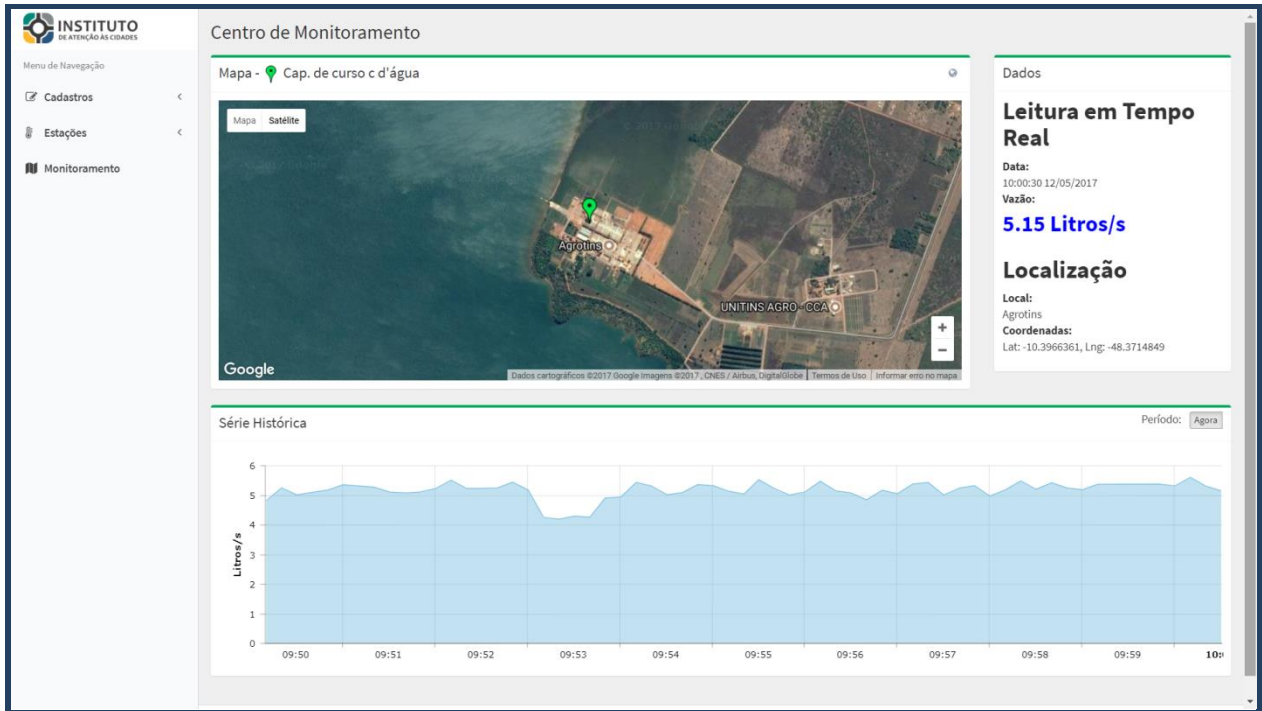 INSTITUTO
DE ATENÇÃO ÀS CIDADES
Menu de Navegação
Cadastros
Estações
Monitoramento
Centro de Monitoramento
Mapa - Cap. de curso c d'água
Mapa Satélite
Agrotins
UNITINS AGRO - CCA
+
−
Google
Dados cartográficos ©2017 Google Imagens ©2017 , CNES / Airbus, DigitalGlobe Termos de Uso Informar erro no mapa
Dados
Leitura em Tempo
Real
Data:
10:00:30 12/05/2017
Vazão:
5.15 Litros/s
Localização
Local:
Agrotins
Coordenadas:
Lat: -10.3966361, Lng: -48.3714849
Série Histórica
Período: Agora
Litros/s
6
5
4
3
2
1
0
09:50 09:51 09:52 09:53 09:54 09:55 09:56 09:57 09:58 09:59 10: